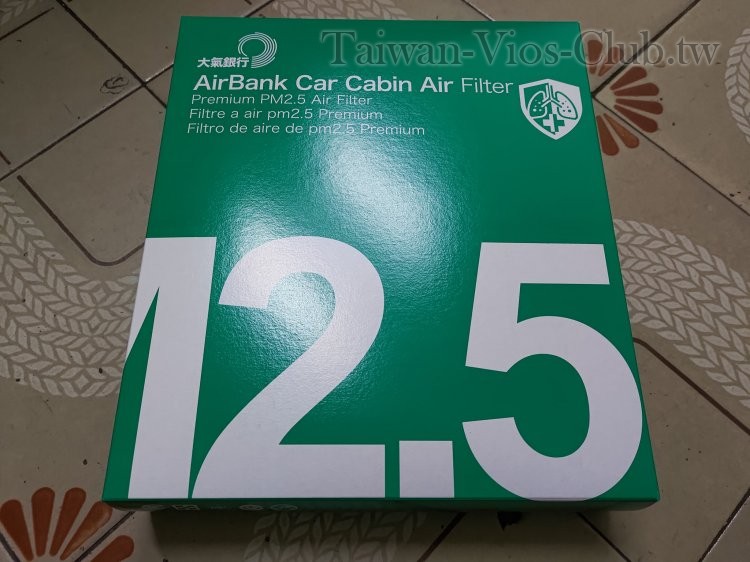 Taiwan-Vios-Club.tw
大氣銀行
AirBank Car Cabin Air Filter
Premium PM2.5 Air Filter
Filtre a air pm2.5 Premium
Filtro de aire de pm2.5 Premium
M2.5